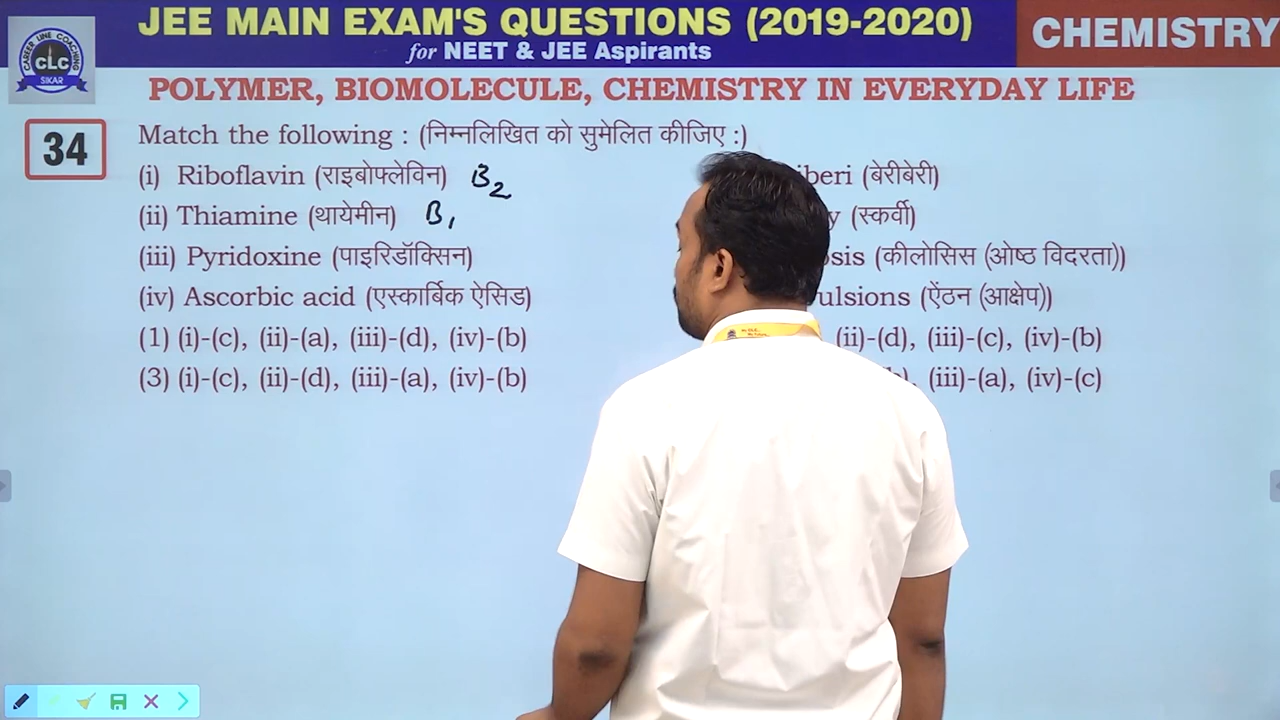 JEE MAIN EXAM'S QUESTIONS (2019-2020)
for NEET & JEE Aspirants
CHEMISTRY
CAREER LINE COACHING
CLC
SIKAR
POLYMER, BIOMOLECULE, CHEMISTRY IN EVERYDAY LIFE
34
Match the following : (निम्नलिखित को सुमेलित कीजिए :)
(i) Riboflavin (राइबोफ्लेविन) B2
(बेरीबेरी)
(ii) Thiamine (थायेमीन) B1
(स्कर्वी)
(iii) Pyridoxine (पाइरिडॉक्सिन)
(कीलोसिस (ओष्ठ विदरता))
(iv) Ascorbic acid (एस्कार्बिक ऐसिड)
(ऐंठन (आक्षेप))
(1) (i)-(c), (ii)-(a), (iii)-(d), (iv)-(b)
(ii)-(d), (iii)-(c), (iv)-(b)
(3) (i)-(c), (ii)-(d), (iii)-(a), (iv)-(b)
(iii)-(a), (iv)-(c)